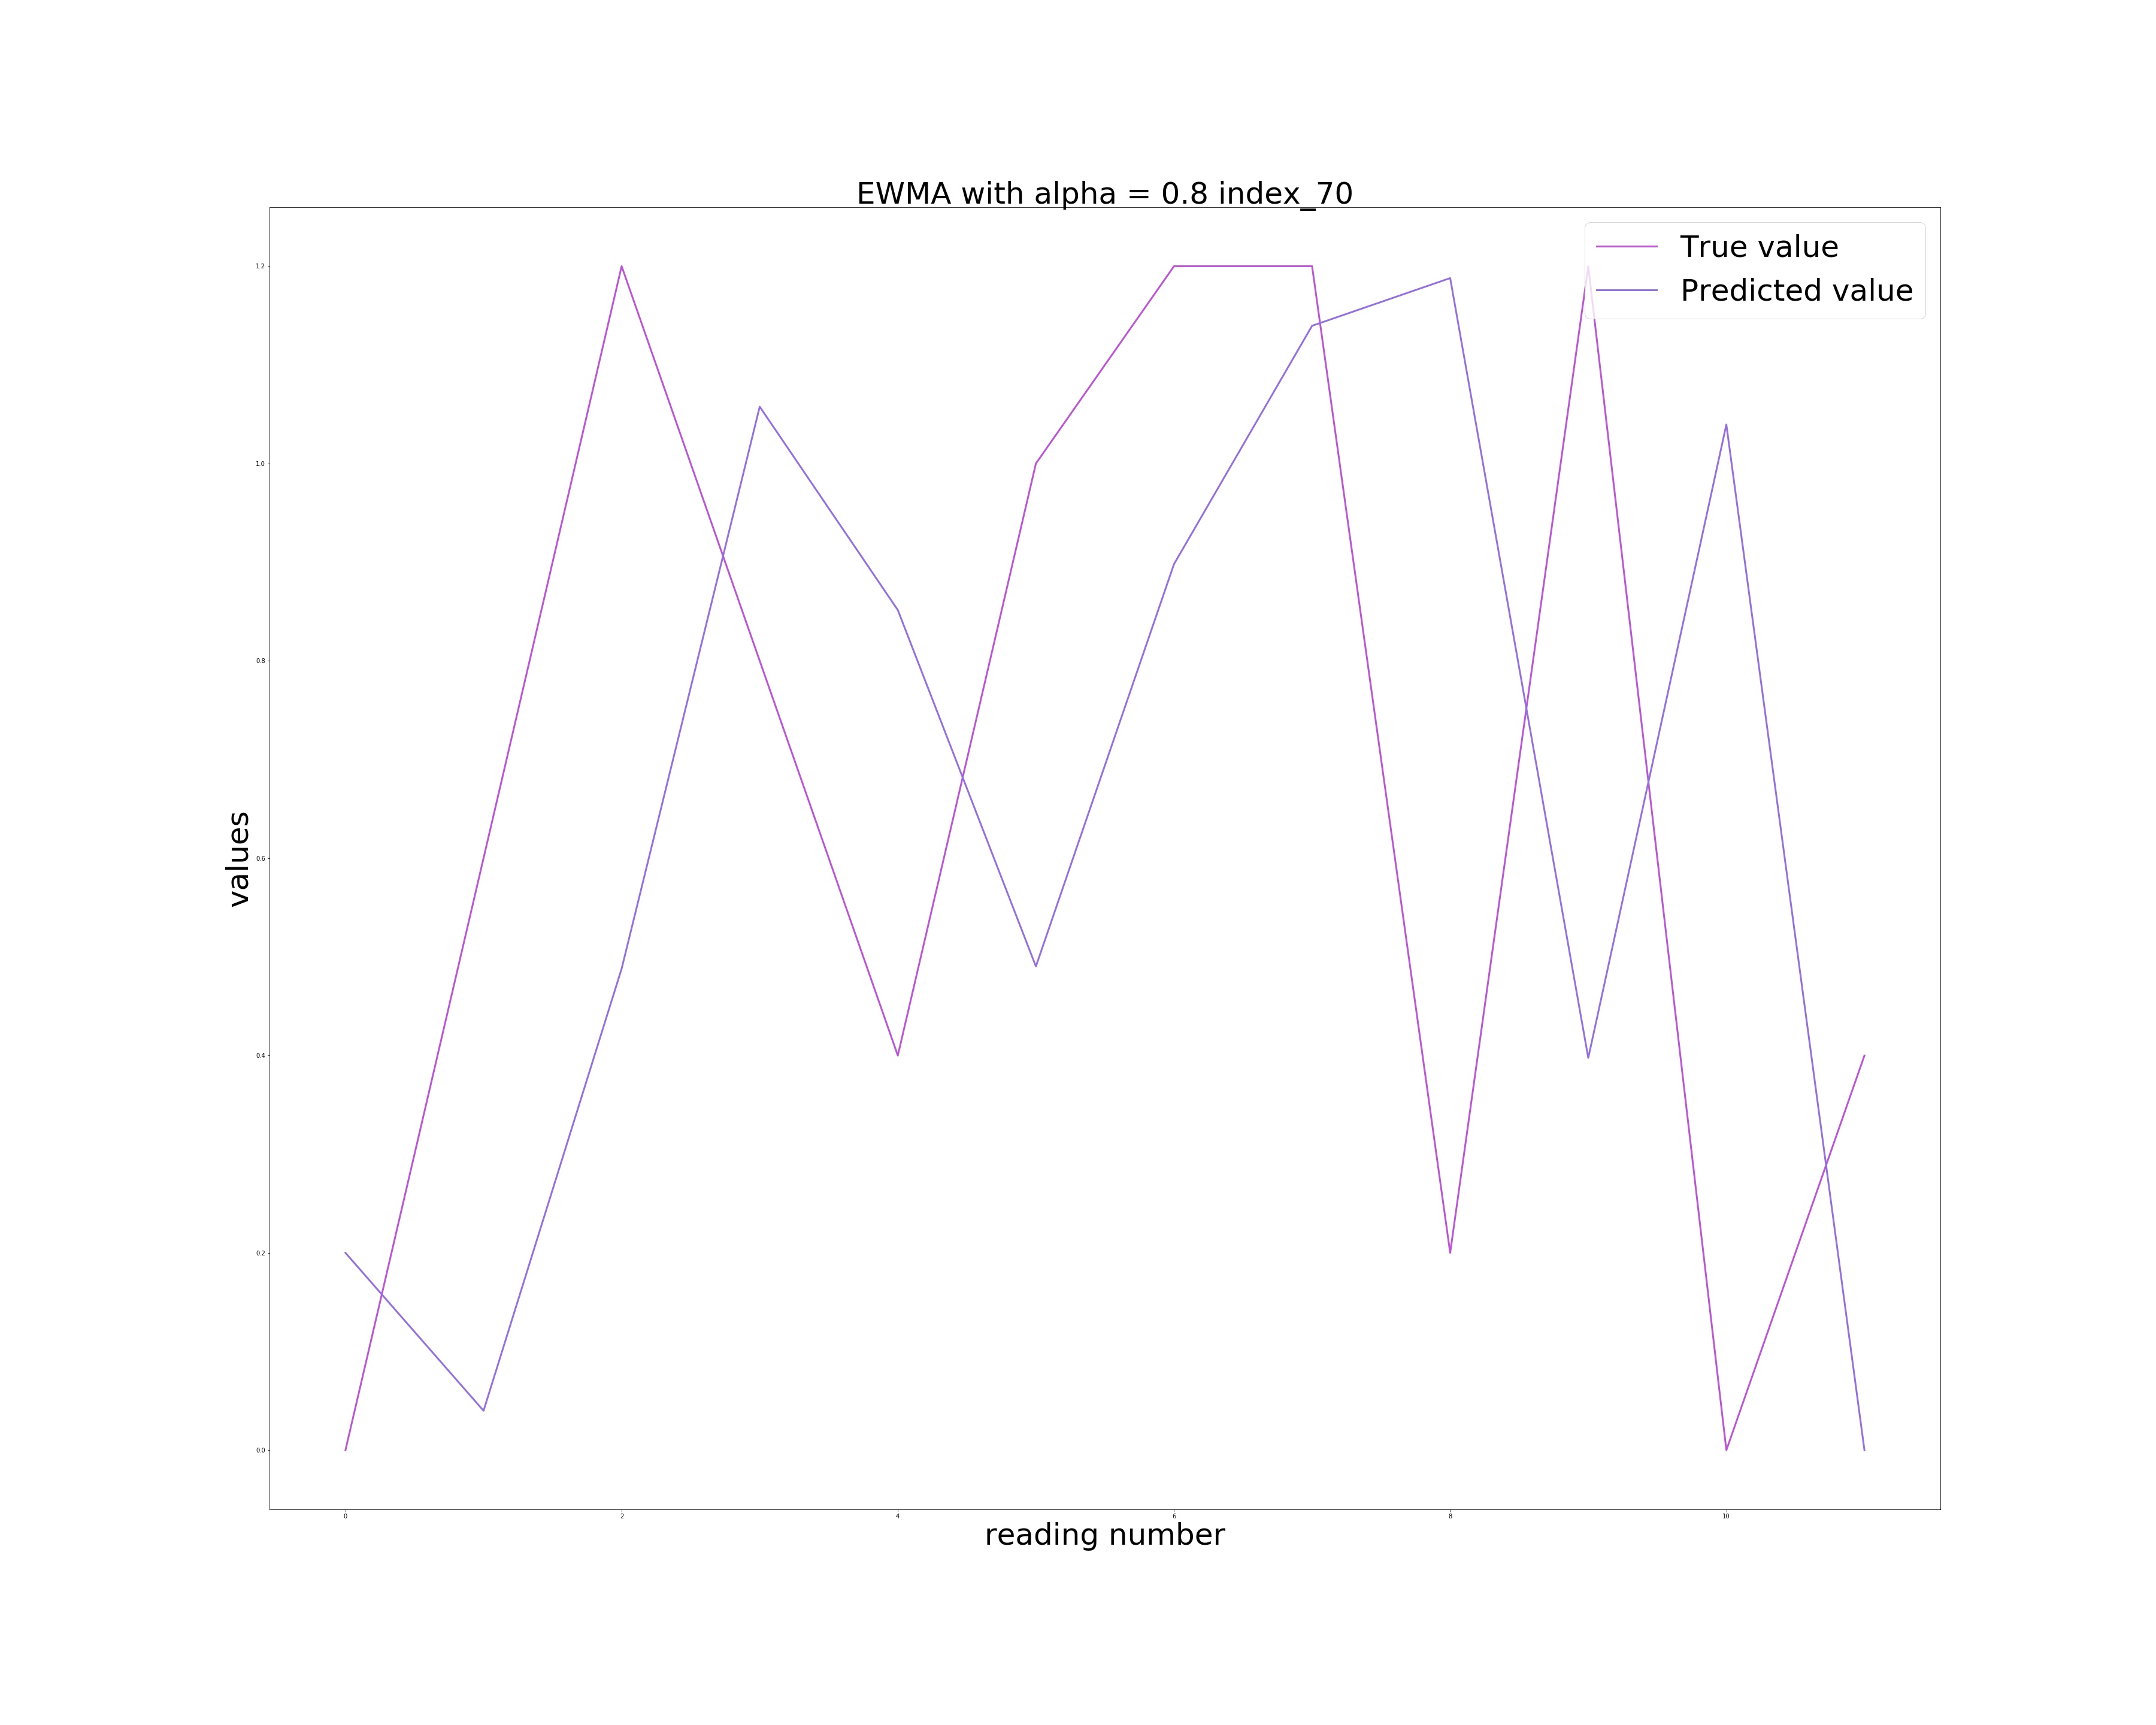 EWMA with alpha = 0.8 index_70
True value
Predicted value
1.2
1.0
0.8
0.6
0.4
0.2
0.0
values
0 2 4 6 8 10
reading number